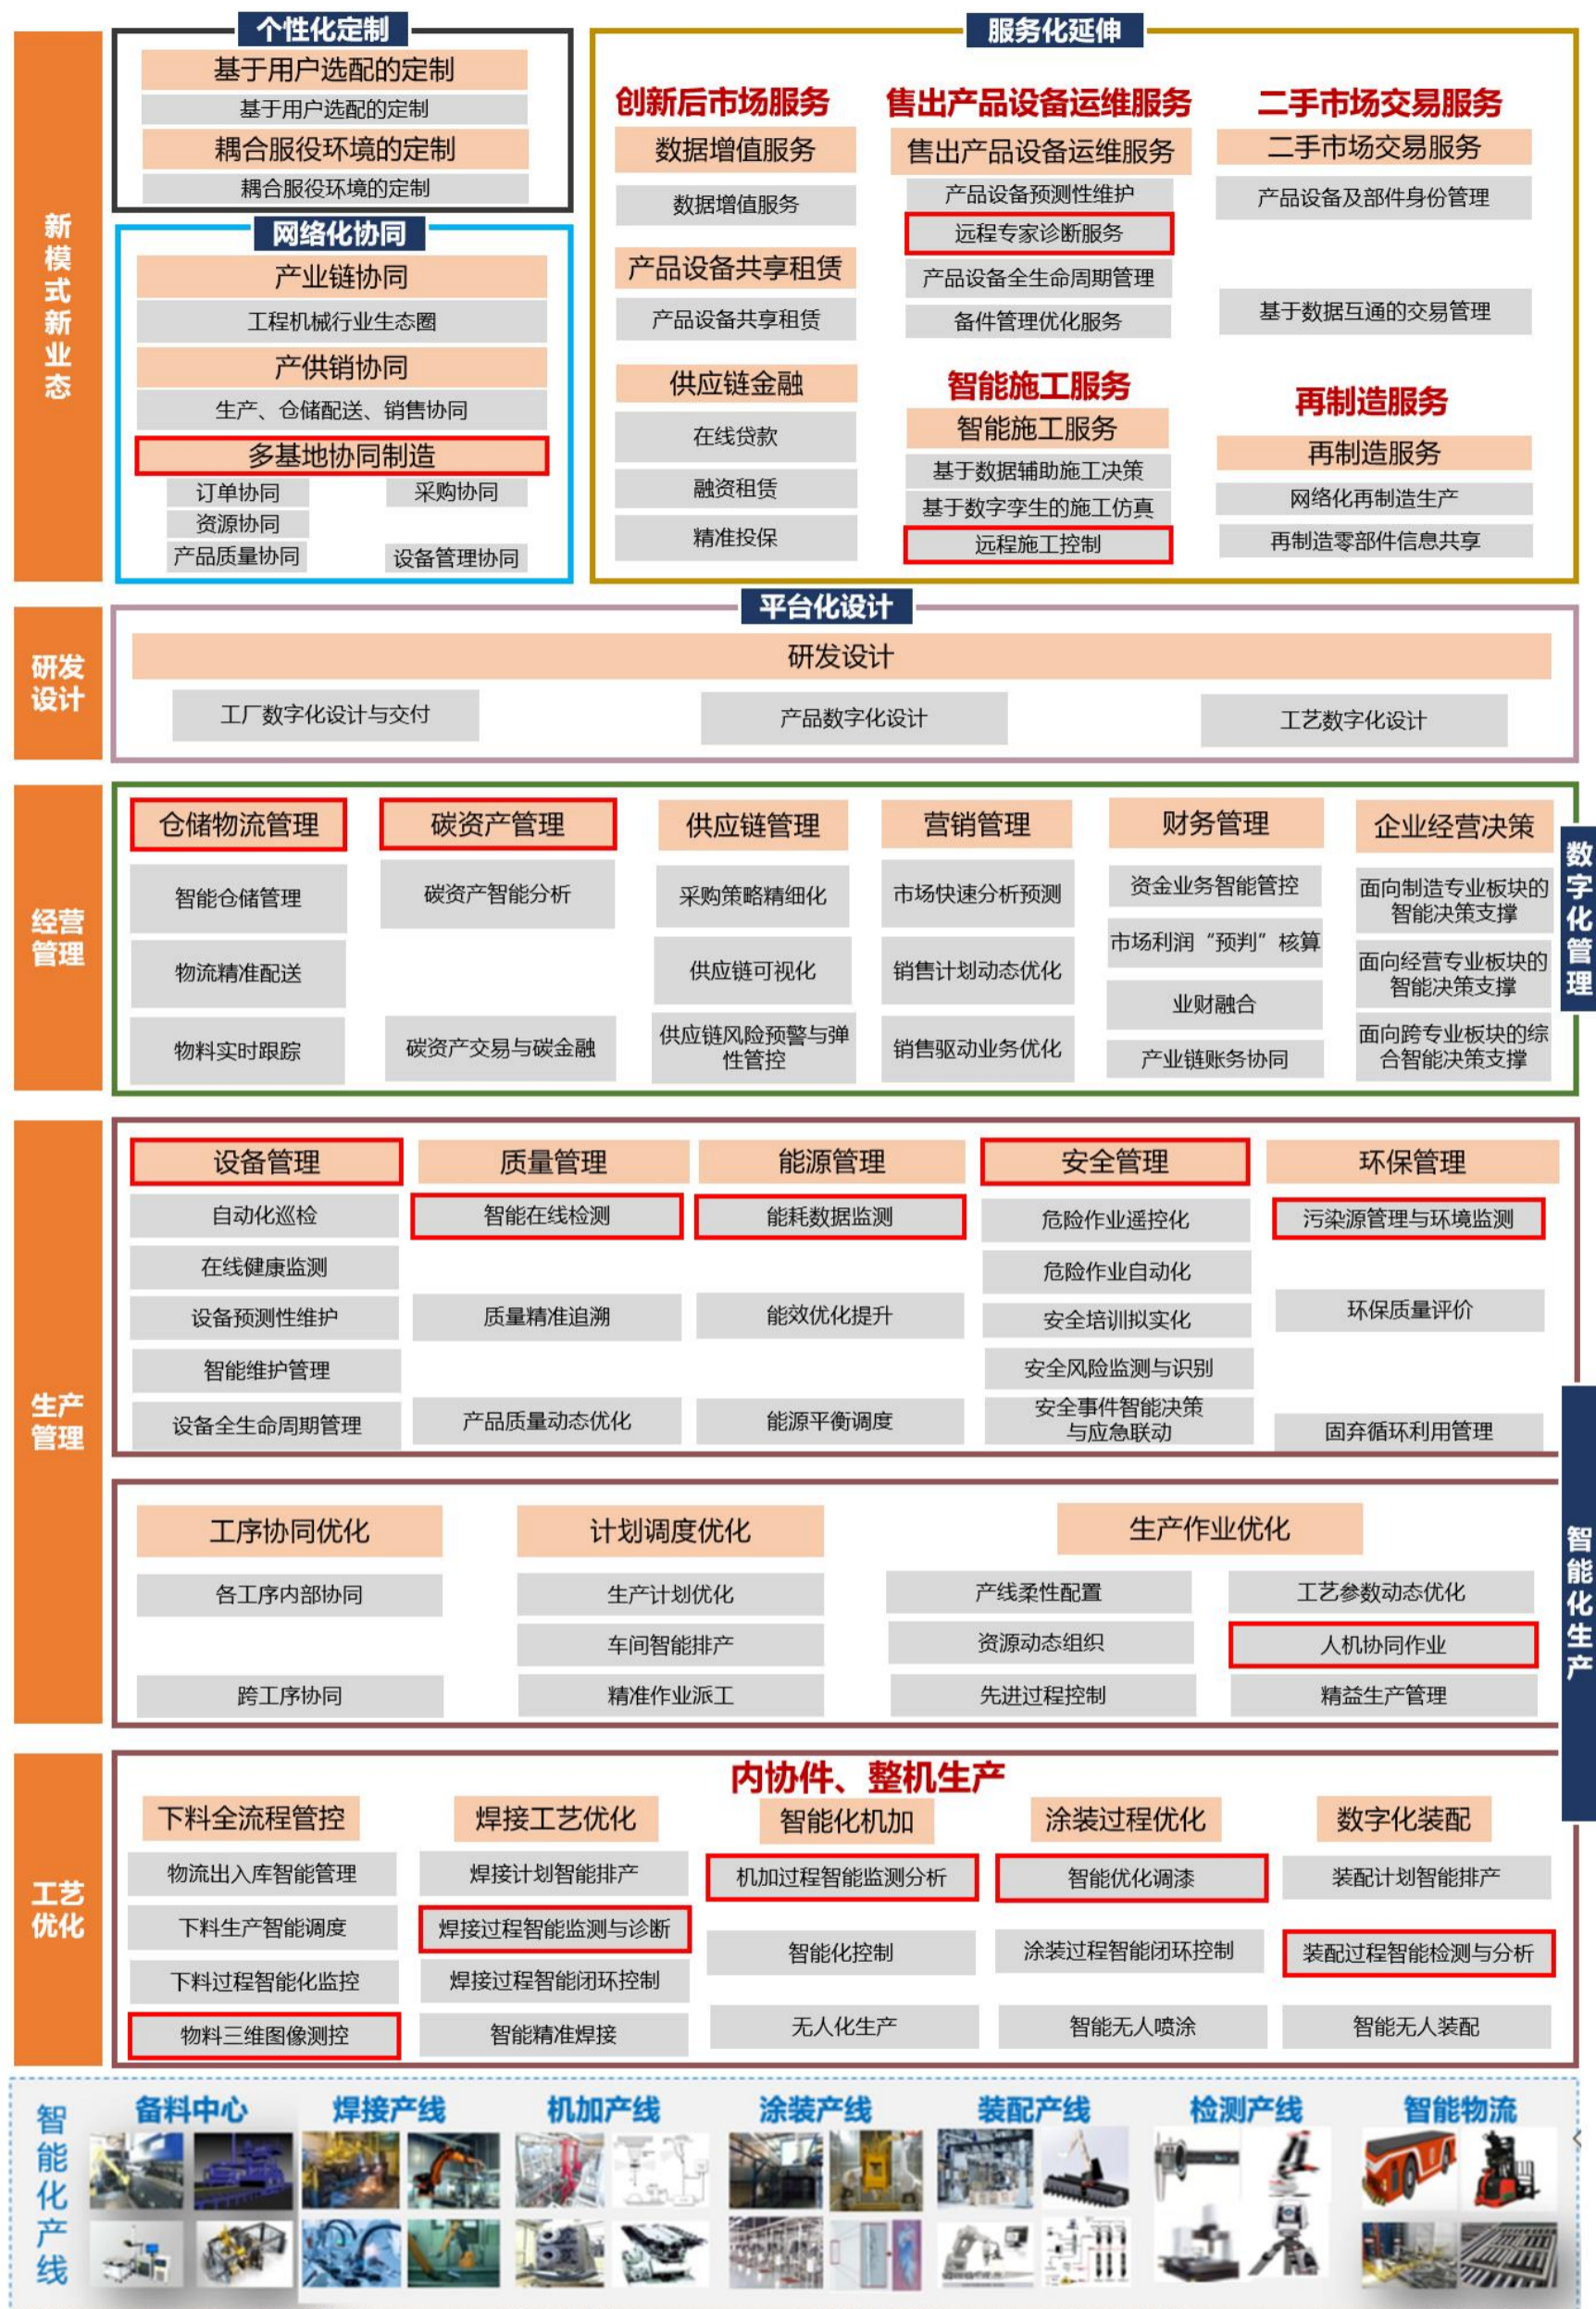 新模式新业态
个性化定制
基于用户选配的定制
基于用户选配的定制
耦合服役环境的定制
耦合服役环境的定制
网络化协同
产业链协同
工程机械行业生态圈
产供销协同
生产、仓储配送、销售协同
多基地协同制造
订单协同
采购协同
资源协同
产品质量协同
设备管理协同
服务化延伸
创新后市场服务
数据增值服务
数据增值服务
产品设备共享租赁
产品设备共享租赁
供应链金融
在线贷款
融资租赁
精准投保
售出产品设备运维服务
售出产品设备运维服务
产品设备预测性维护
远程专家诊断服务
产品设备全生命周期管理
备件管理优化服务
智能施工服务
智能施工服务
基于数据辅助施工决策
基于数字孪生的施工仿真
远程施工控制
二手市场交易服务
二手市场交易服务
产品设备及部件身份管理
基于数据互通的交易管理
再制造服务
再制造服务
网络化再制造生产
再制造零部件信息共享
研发
设计
平台化设计
研发设计
工厂数字化设计与交付
产品数字化设计
工艺数字化设计
经营
管理
数字化管理
仓储物流管理
智能仓储管理
物流精准配送
物料实时跟踪
碳资产管理
碳资产智能分析
碳资产交易与碳金融
供应链管理
采购策略精细化
供应链可视化
供应链风险预警与弹
性管控
营销管理
市场快速分析预测
销售计划动态优化
销售驱动业务优化
财务管理
资金业务智能管控
市场利润“预判”核算
业财融合
产业链账务协同
企业经营决策
面向制造专业板块的
智能决策支撑
面向经营专业板块的
智能决策支撑
面向跨专业板块的综
合智能决策支撑
生产
管理
智能化生产
设备管理
自动化巡检
在线健康监测
设备预测性维护
智能维护管理
设备全生命周期管理
质量管理
智能在线检测
质量精准追溯
产品质量动态优化
能源管理
能耗数据监测
能效优化提升
能源平衡调度
安全管理
危险作业遥控化
危险作业自动化
安全培训拟实化
安全风险监测与识别
安全事件智能决策
与应急联动
环保管理
污染源管理与环境监测
环保质量评价
固弃循环利用管理
工序协同优化
各工序内部协同
跨工序协同
计划调度优化
生产计划优化
车间智能排产
精准作业派工
生产作业优化
产线柔性配置
工艺参数动态优化
资源动态组织
人机协同作业
先进过程控制
精益生产管理
工艺
优化
内协件、整机生产
下料全流程管控
物流出入库智能管理
下料生产智能调度
下料过程智能化监控
物料三维图像测控
焊接工艺优化
焊接计划智能排产
焊接过程智能监测与诊断
焊接过程智能闭环控制
智能精准焊接
智能化机加
机加过程智能监测分析
智能化控制
无人化生产
涂装过程优化
智能优化调漆
涂装过程智能闭环控制
智能无人喷涂
数字化装配
装配计划智能排产
装配过程智能检测与分析
智能无人装配
智能化产线
备料中心
焊接产线
机加产线
涂装产线
装配产线
检测产线
智能物流